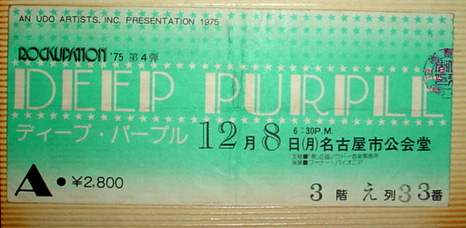 AN UDO ARTISTS, INC. PRESENTATION 1975
ROCKUPATION '75 第4弾
DEEP PURPLE
ディープ・パープル 12月8日(月)名古屋市公会堂
6:30P.M.
A ● ¥2,800
3階え列33番